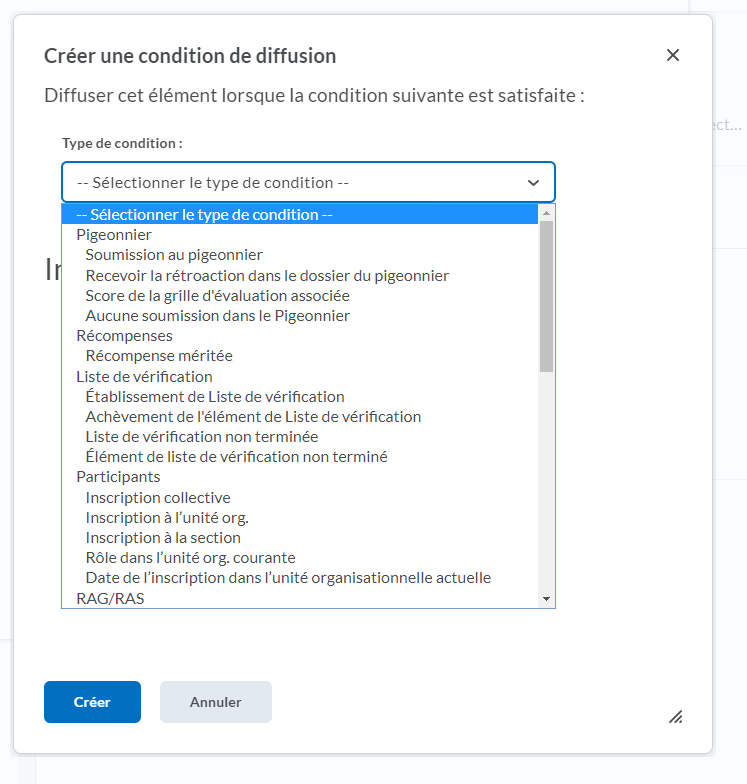 Créer une condition de diffusion
Diffuser cet élément lorsque la condition suivante est satisfaite :
Type de condition :
-- Sélectionner le type de condition --
-- Sélectionner le type de condition --
Pigeonnier
Soumission au pigeonnier
Recevoir la rétroaction dans le dossier du pigeonnier
Score de la grille d'évaluation associée
Aucune soumission dans le Pigeonnier
Récompenses
Récompense méritée
Liste de vérification
Établissement de Liste de vérification
Achèvement de l'élément de Liste de vérification
Liste de vérification non terminée
Élément de liste de vérification non terminé
Participants
Inscription collective
Inscription à l’unité org.
Inscription à la section
Rôle dans l’unité org. courante
Date de l’inscription dans l’unité organisationnelle actuelle
RAG/RAS
Créer
Annuler